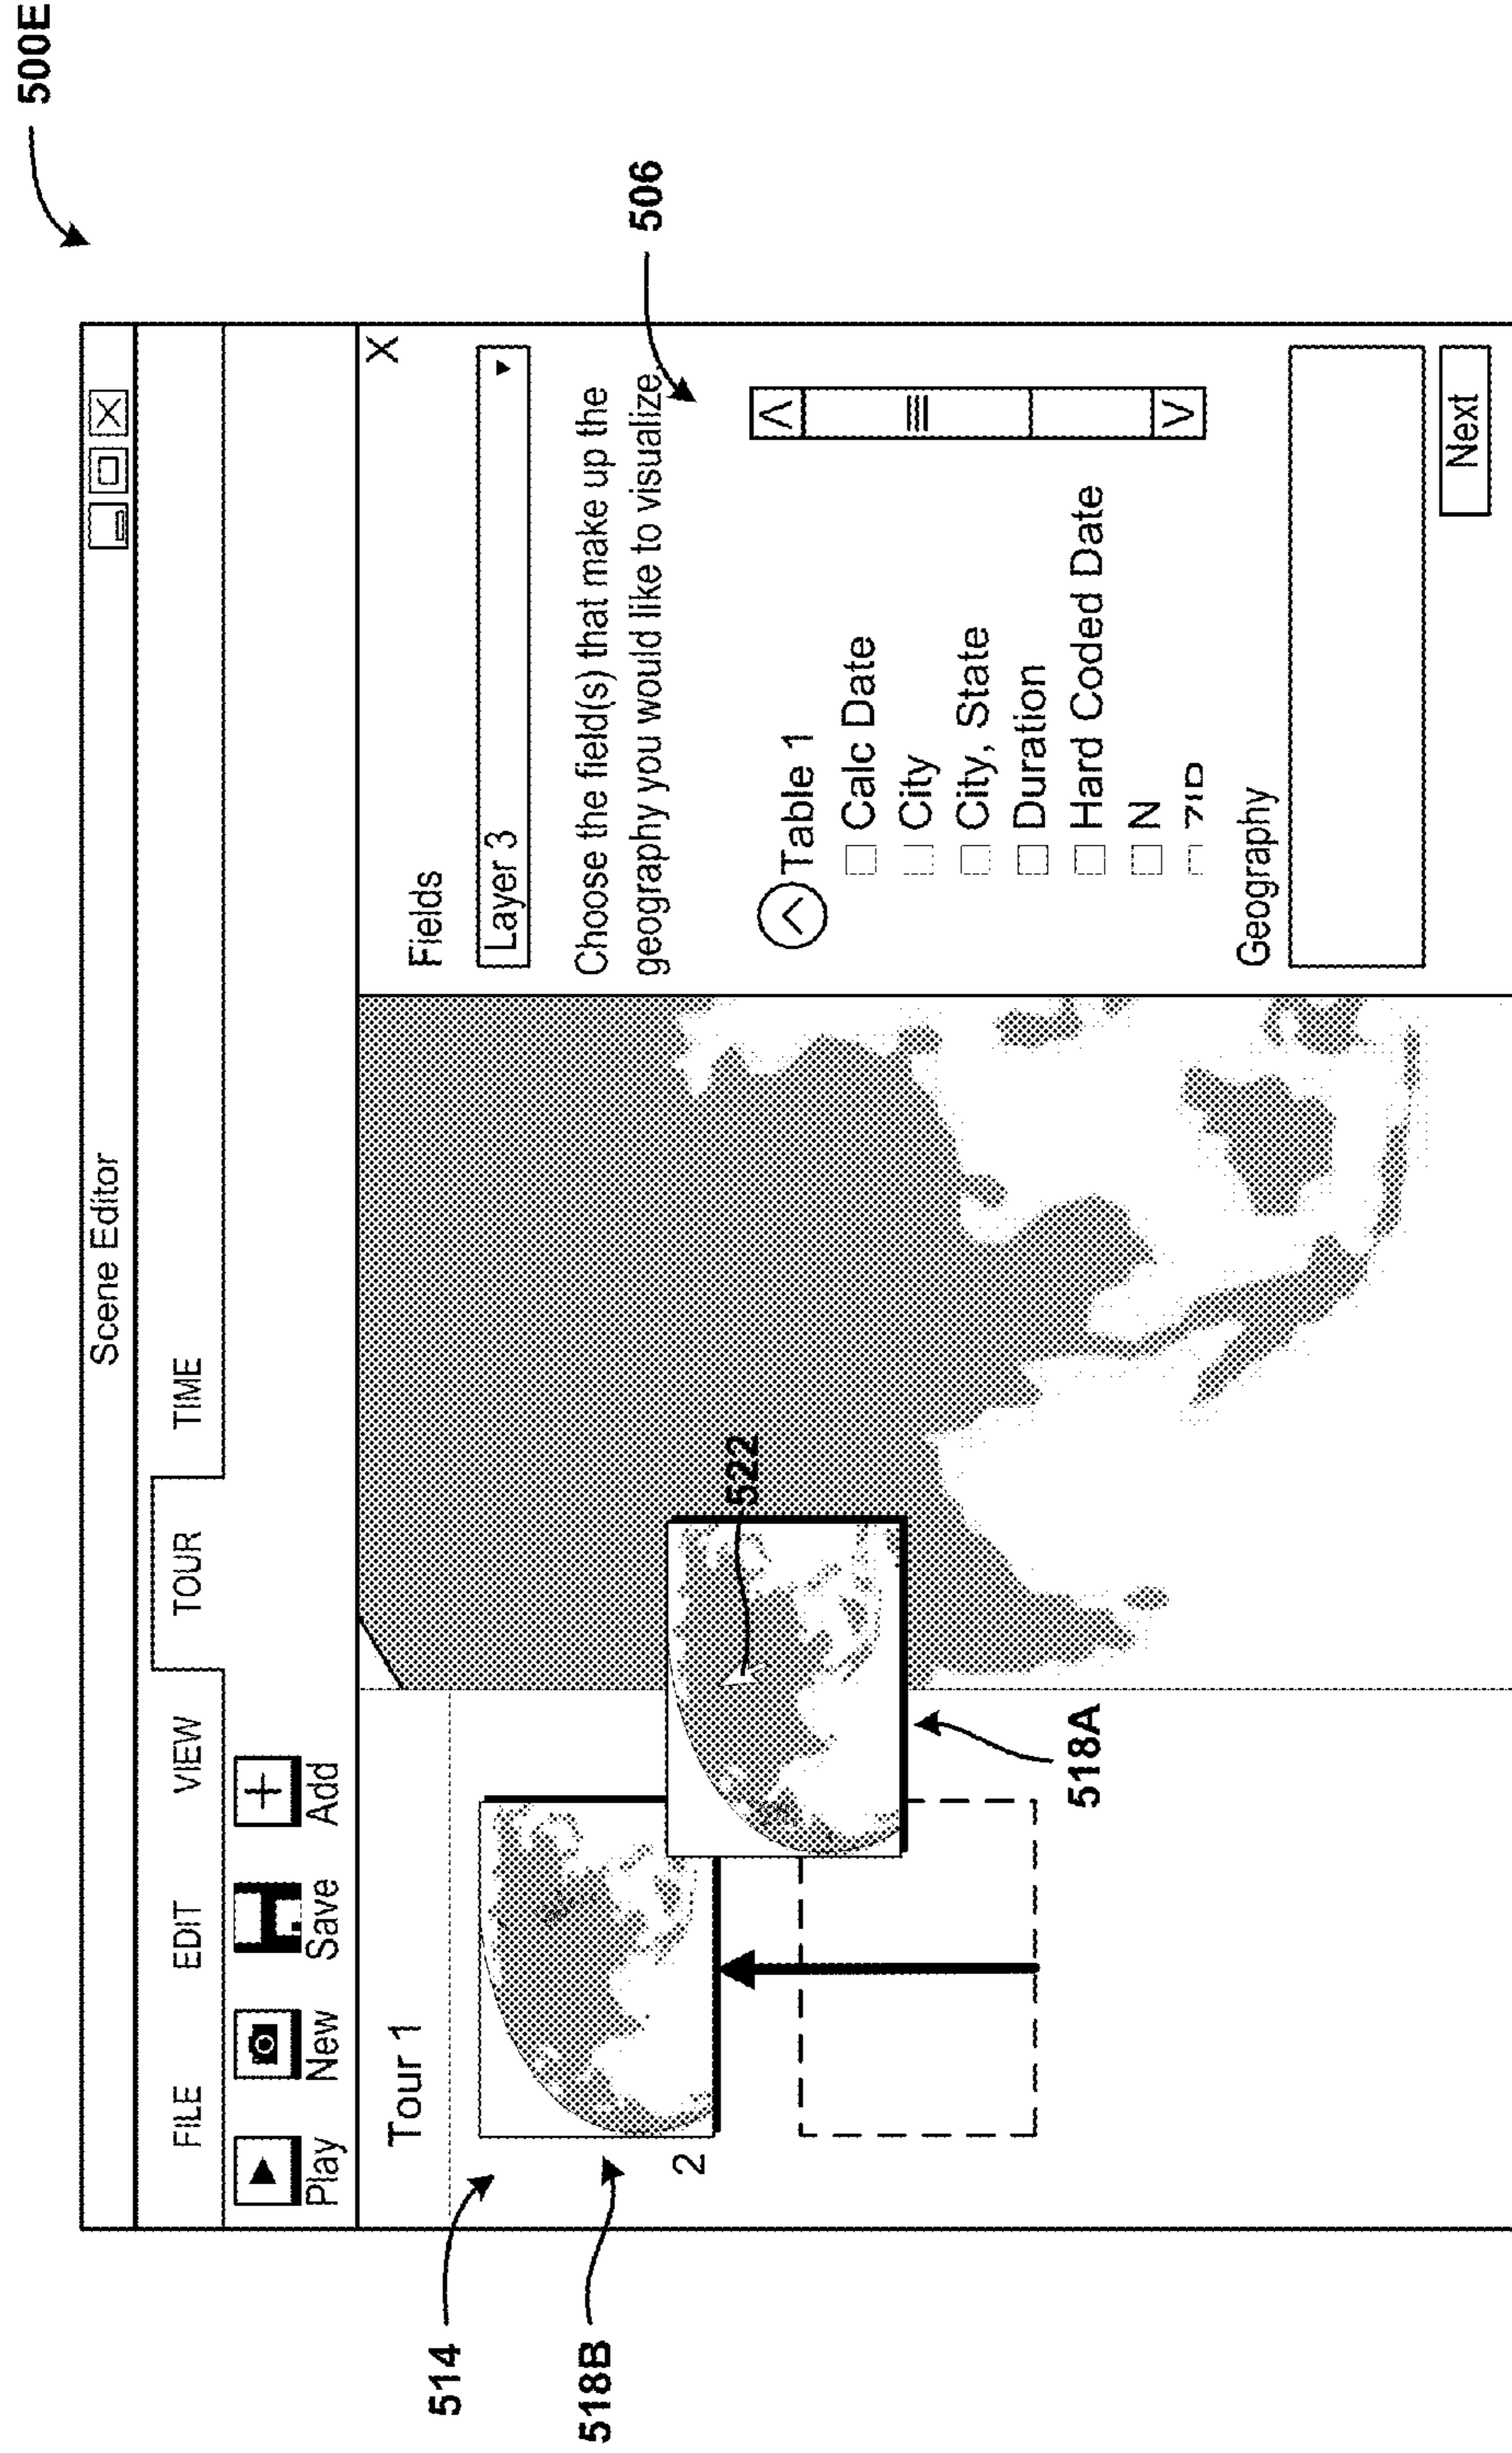 500E
Scene Editor
FILE EDIT VIEW TOUR TIME
Play New Save Add
Tour 1
X
Fields
Layer 3
Choose the field(s) that make up the
geography you would like to visualize
506
Table 1
Calc Date
City
City, State
Duration
Hard Coded Date
N
Geography
Next
514
518B
2
522
518A